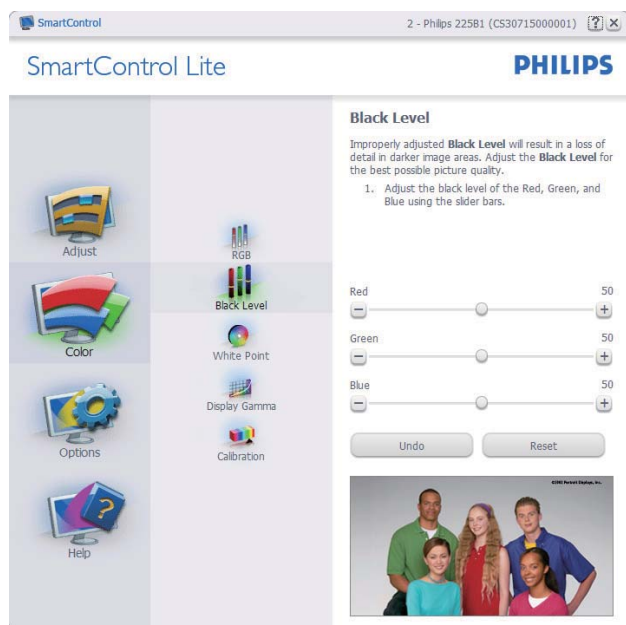 SmartControl
2 - Philips 225B1 (CS30715000001)
SmartControl Lite
PHILIPS
Adjust
Color
Options
Help
RGB
Black Level
White Point
Display Gamma
Calibration
Black Level
Improperly adjusted Black Level will result in a loss of
detail in darker image areas. Adjust the Black Level for
the best possible picture quality.
1. Adjust the black level of the Red, Green, and
Blue using the slider bars.
Red 50
Green 50
Blue 50
Undo Reset
Portrait Displays, Inc.